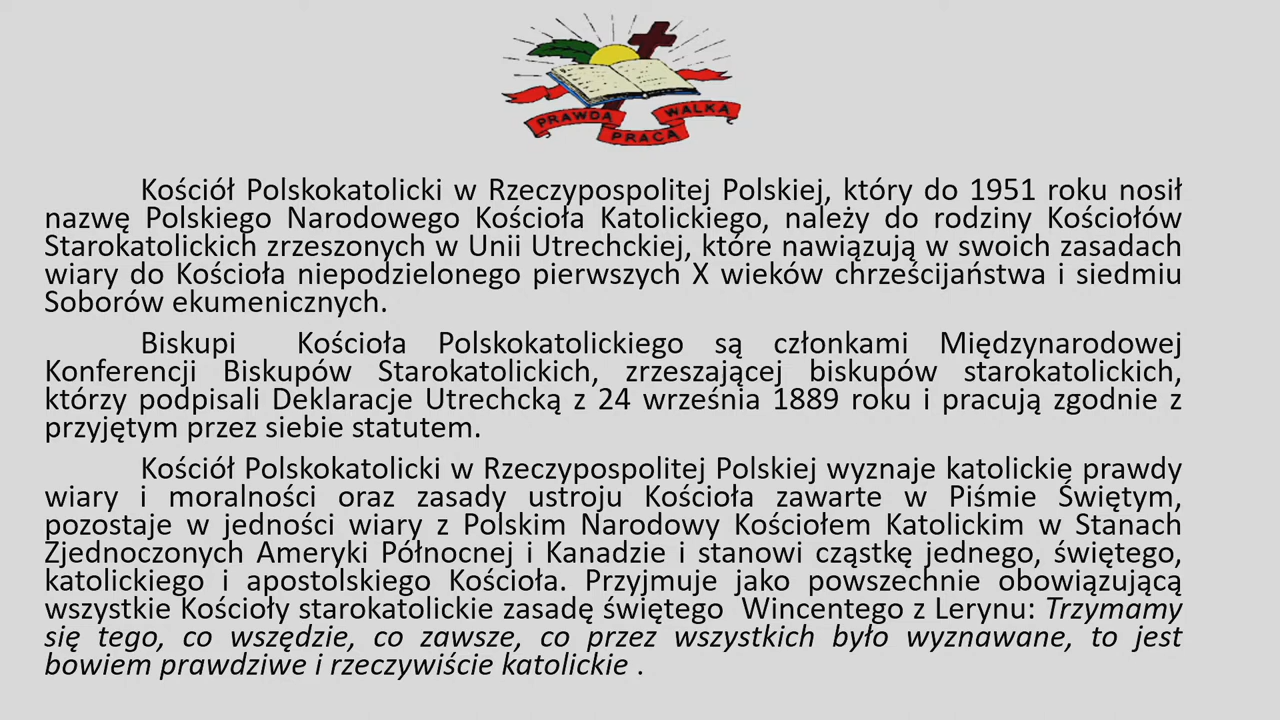 PRAWDA
PRACA
WALKA
Kościół Polskokatolicki w Rzeczypospolitej Polskiej, który do 1951 roku nosił
nazwę Polskiego Narodowego Kościoła Katolickiego, należy do rodziny Kościołów
Starokatolickich zrzeszonych w Unii Utrechckiej, które nawiązują w swoich zasadach
wiary do Kościoła niepodzielonego pierwszych X wieków chrześcijaństwa i siedmiu
Soborów ekumenicznych.
Biskupi Kościoła Polskokatolickiego są członkami Międzynarodowej
Konferencji Biskupów Starokatolickich, zrzeszającej biskupów starokatolickich,
którzy podpisali Deklaracje Utrechcką z 24 września 1889 roku i pracują zgodnie z
przyjętym przez siebie statutem.
Kościół Polskokatolicki w Rzeczypospolitej Polskiej wyznaje katolickie prawdy
wiary i moralności oraz zasady ustroju Kościoła zawarte w Piśmie Świętym,
pozostaje w jedności wiary z Polskim Narodowy Kościołem Katolickim w Stanach
Zjednoczonych Ameryki Północnej i Kanadzie i stanowi cząstkę jednego, świętego,
katolickiego i apostolskiego Kościoła. Przyjmuje jako powszechnie obowiązującą
wszystkie Kościoły starokatolickie zasadę świętego Wincentego z Lerynu: Trzymamy
się tego, co wszędzie, co zawsze, co przez wszystkich było wyznawane, to jest
bowiem prawdziwe i rzeczywiście katolickie .